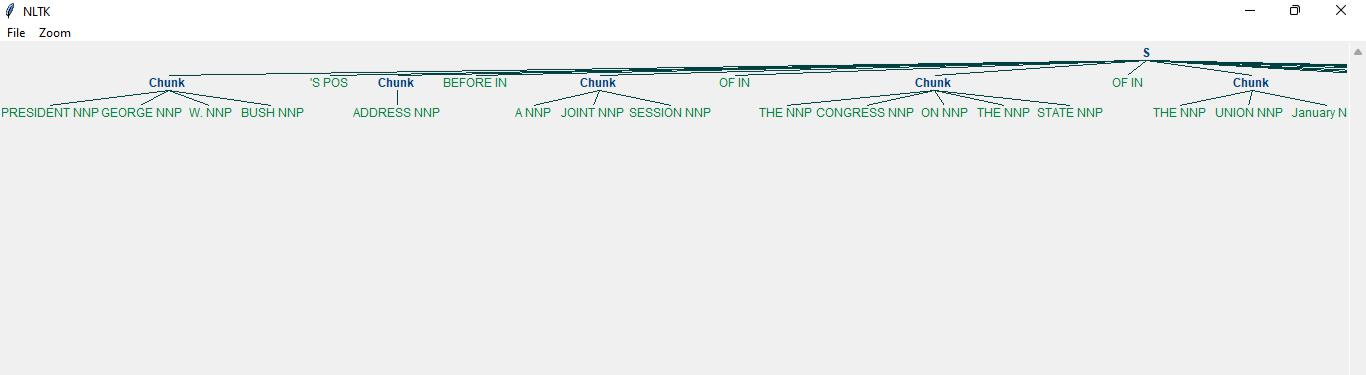 NLTK
File Zoom
S
Chunk 'S POS Chunk BEFORE IN Chunk OF IN Chunk OF IN Chunk
PRESIDENT NNP GEORGE NNP W. NNP BUSH NNP ADDRESS NNP A NNP JOINT NNP SESSION NNP THE NNP CONGRESS NNP ON NNP THE NNP STATE NNP THE NNP UNION NNP January N